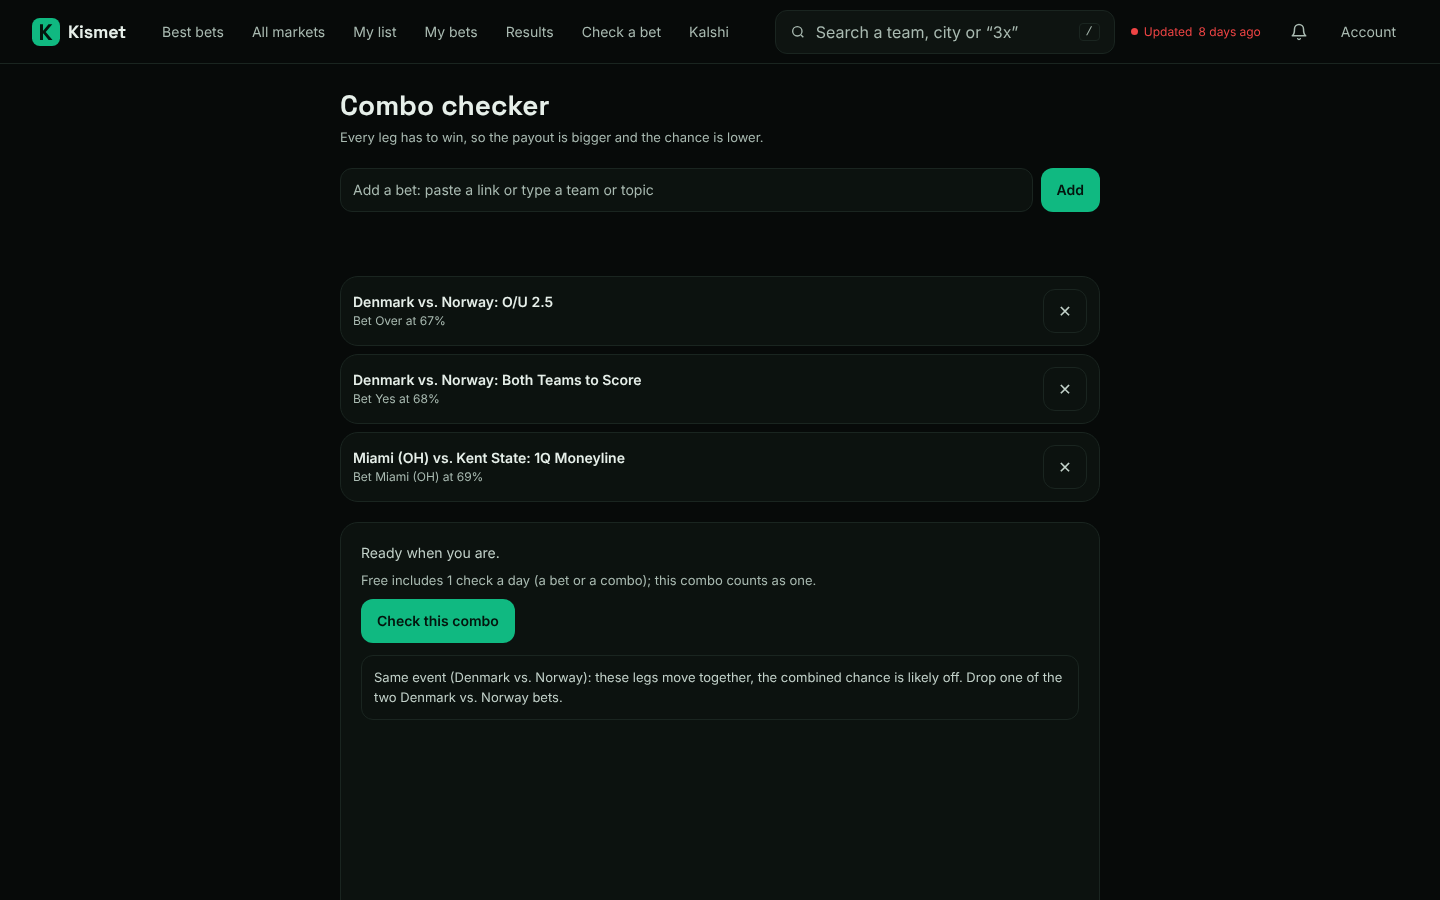 K Kismet
Best bets
All markets
My list
My bets
Results
Check a bet
Kalshi
Search a team, city or “3x”
/
Updated 8 days ago
Account
Combo checker
Every leg has to win, so the payout is bigger and the chance is lower.
Add a bet: paste a link or type a team or topic
Add
Denmark vs. Norway: O/U 2.5
Bet Over at 67%
Denmark vs. Norway: Both Teams to Score
Bet Yes at 68%
Miami (OH) vs. Kent State: 1Q Moneyline
Bet Miami (OH) at 69%
Ready when you are.
Free includes 1 check a day (a bet or a combo); this combo counts as one.
Check this combo
Same event (Denmark vs. Norway): these legs move together, the combined chance is likely off. Drop one of the
two Denmark vs. Norway bets.